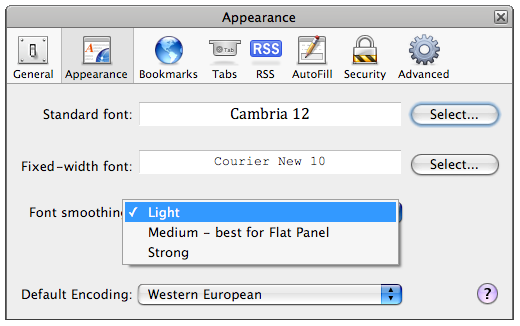 Appearance
General Appearance Bookmarks Tab Tabs RSS RSS AutoFill Security Advanced
Standard font: Cambria 12 Select...
Fixed-width font: Courier New 10 Select...
Font smoothin ✓ Light
Medium - best for Flat Panel
Strong
Default Encoding: Western European ?